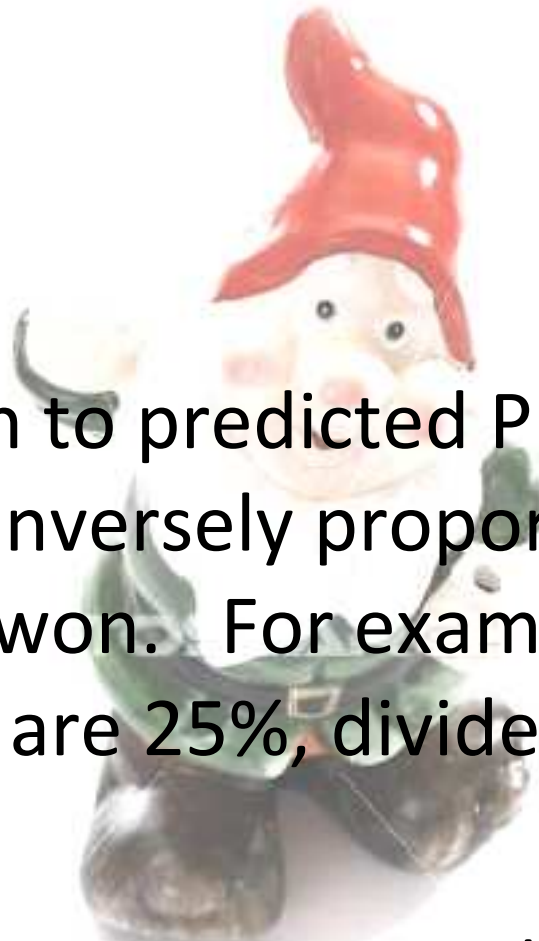 n to predicted P
nversely propor
won. For exam
are 25%, divide